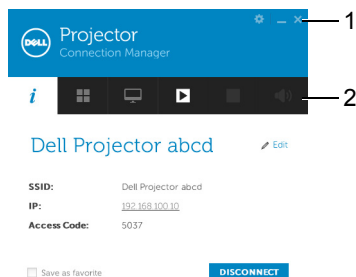 DELL
Projector
Connection Manager
1
i
2
Dell Projector abcd
Edit
SSID: Dell Projector abcd
IP: 192.168.100.10
Access Code: 5037
Save as favorite
DISCONNECT